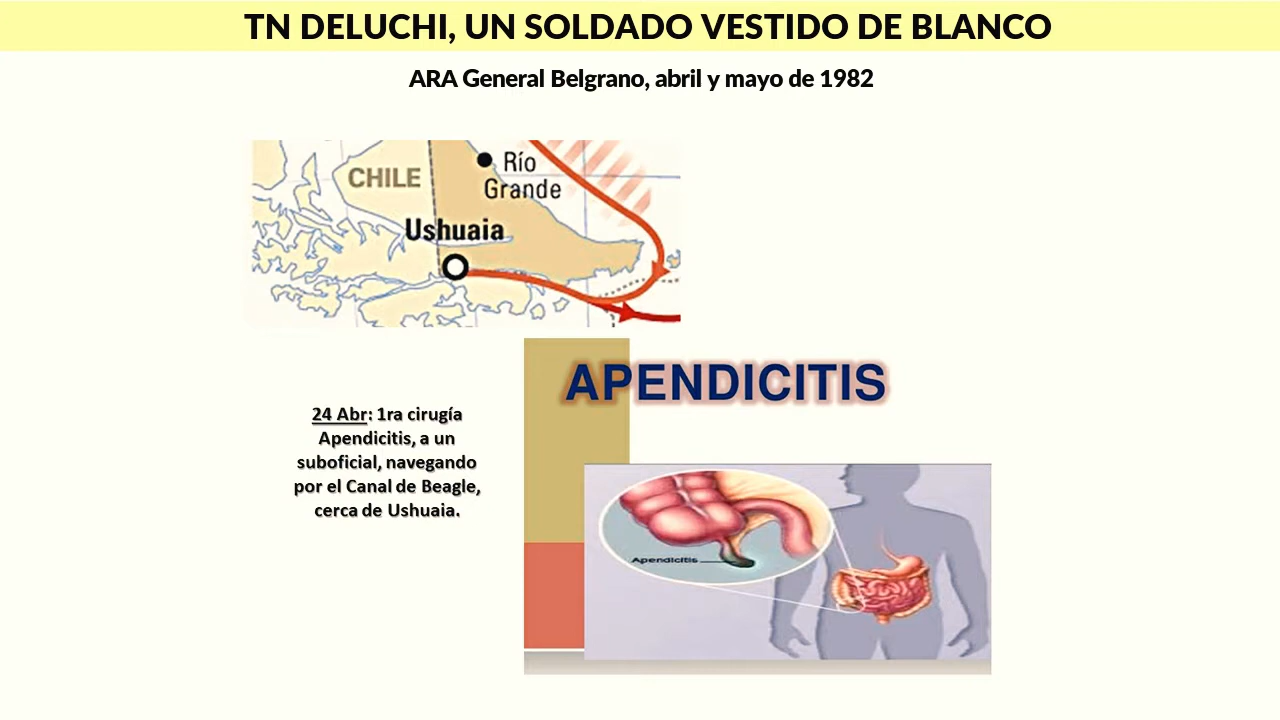 TN DELUCHI, UN SOLDADO VESTIDO DE BLANCO
ARA General Belgrano, abril y mayo de 1982
CHILE
Río
Grande
Ushuaia
APENDICITIS
24 Abr: 1ra cirugía
Apendicitis, a un
suboficial, navegando
por el Canal de Beagle,
cerca de Ushuaia.
Apendicitis